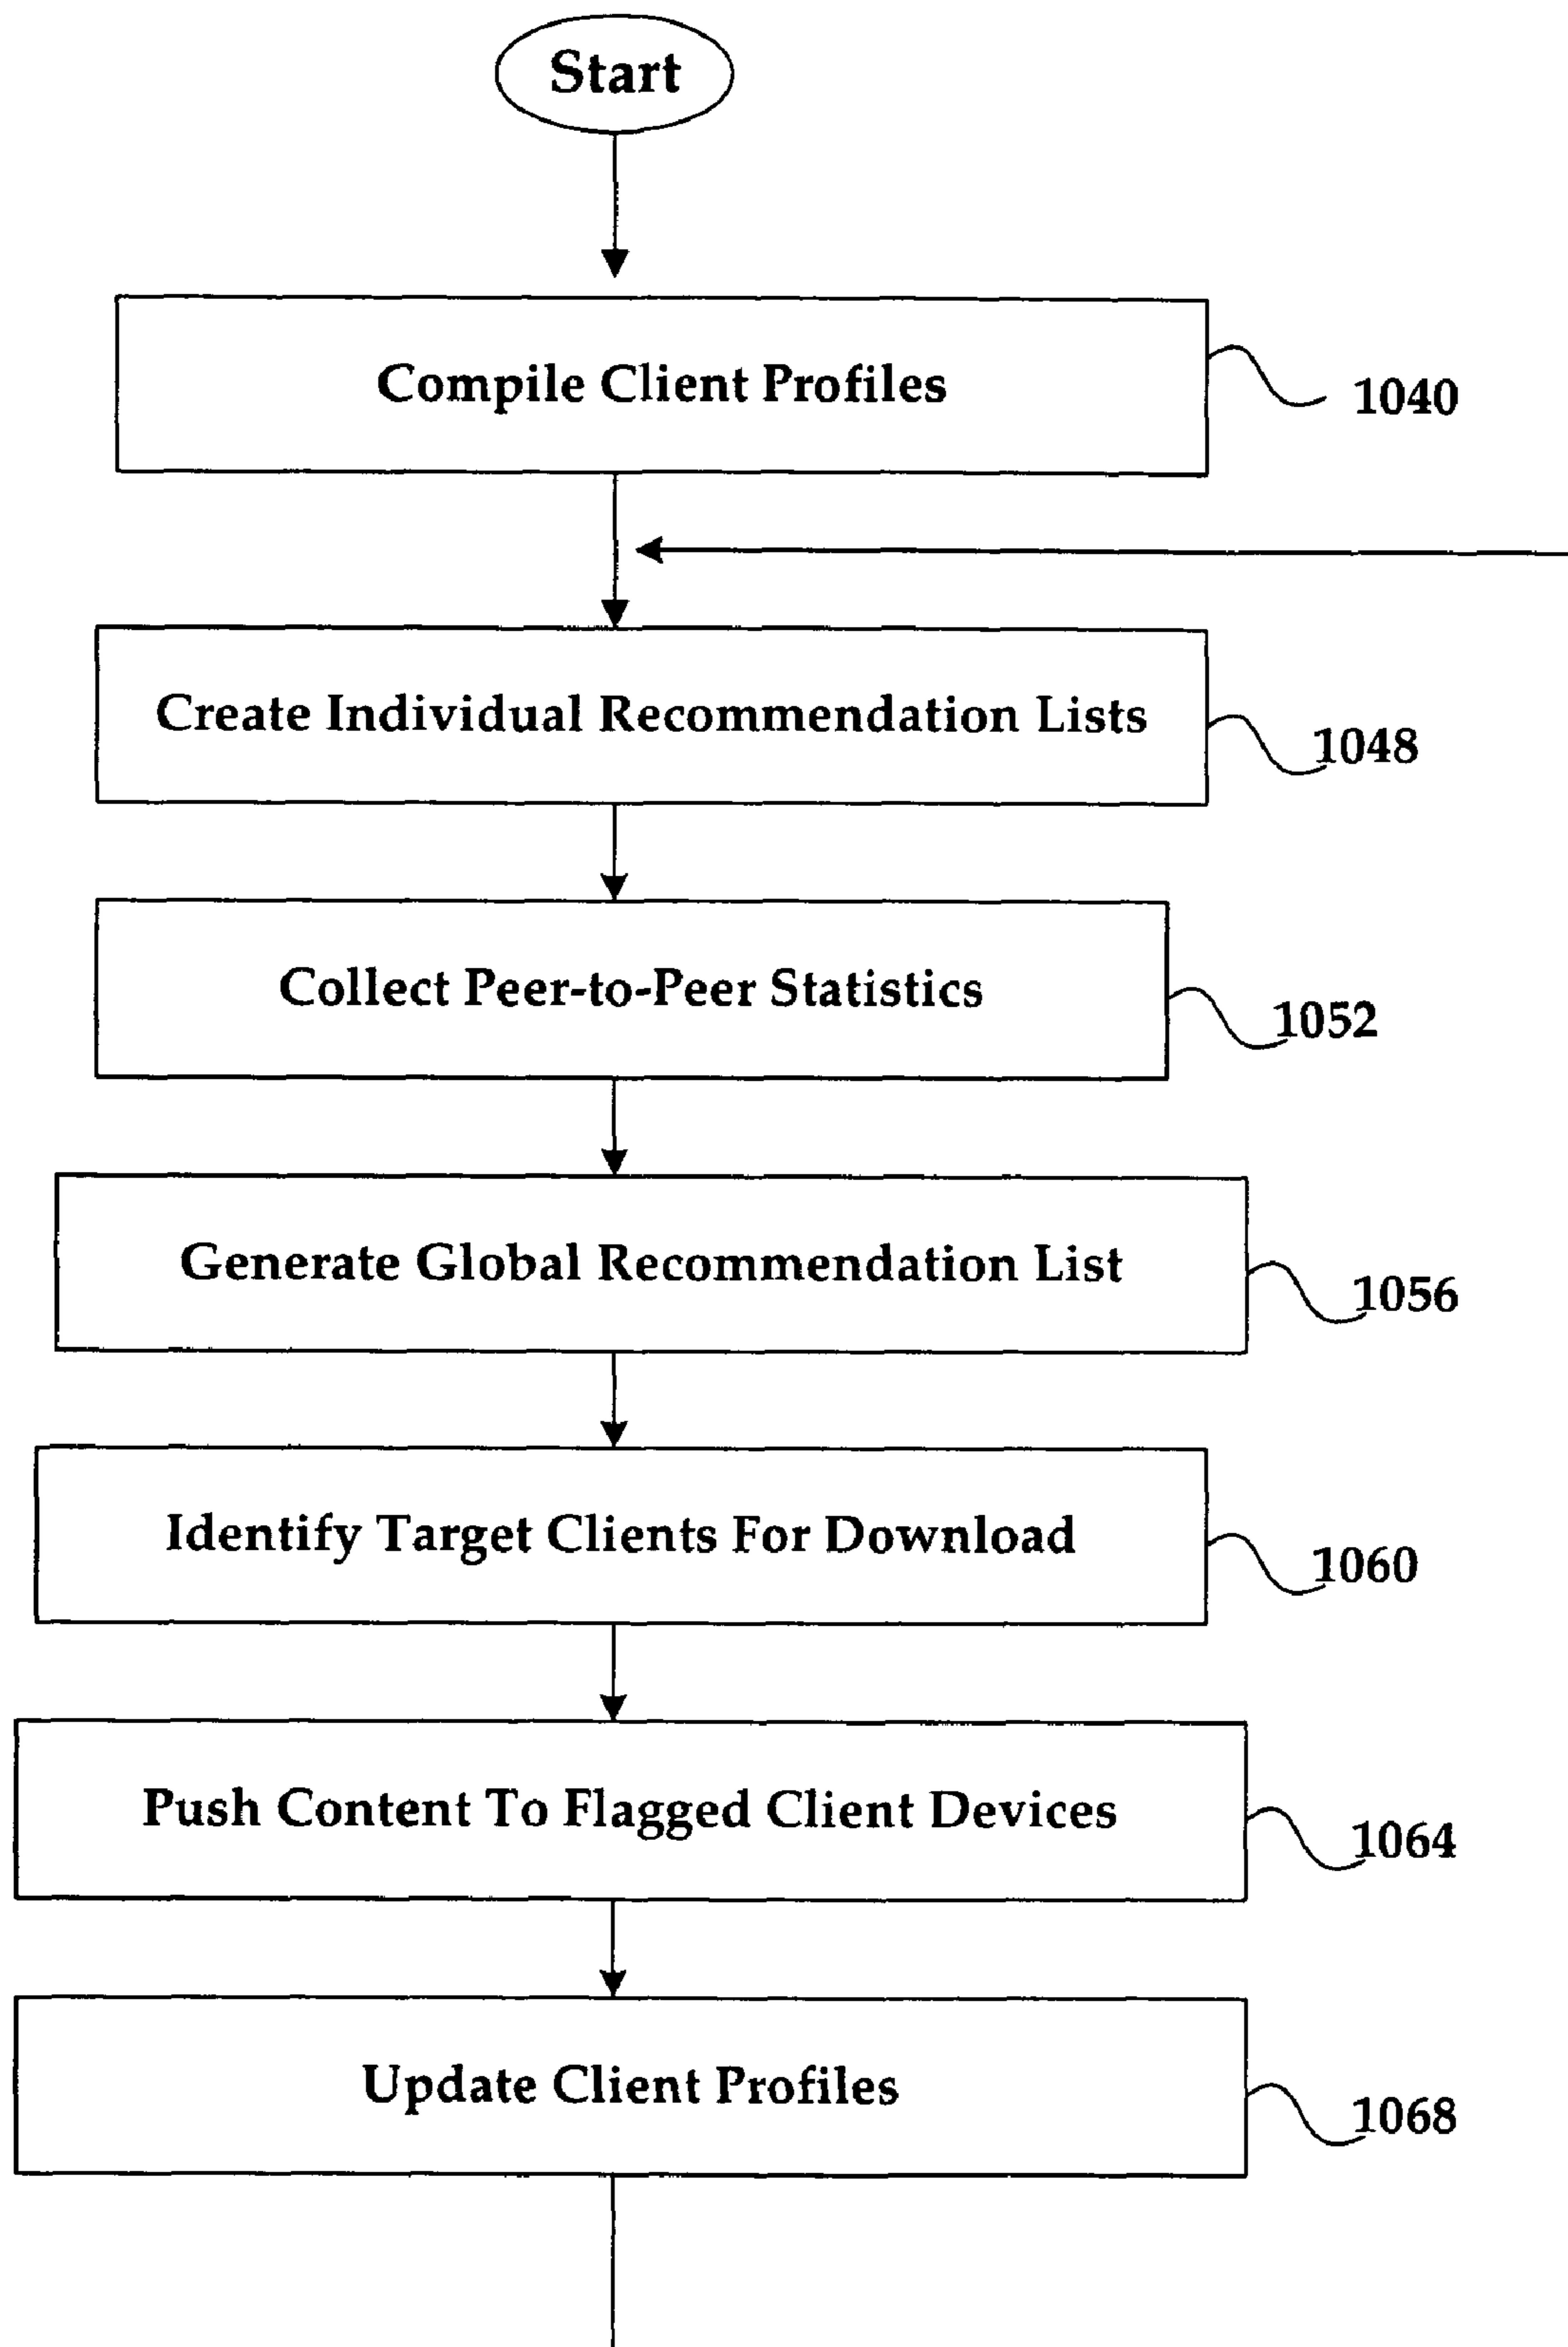 Start
Compile Client Profiles
1040
Create Individual Recommendation Lists
1048
Collect Peer-to-Peer Statistics
1052
Generate Global Recommendation List
1056
Identify Target Clients For Download
1060
Push Content To Flagged Client Devices
1064
Update Client Profiles
1068